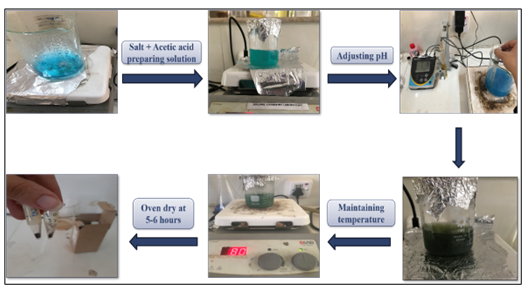 Salt + Acetic acid
preparing solution
Adjusting pH
Maintaining
temperature
80
Oven dry at
5-6 hours